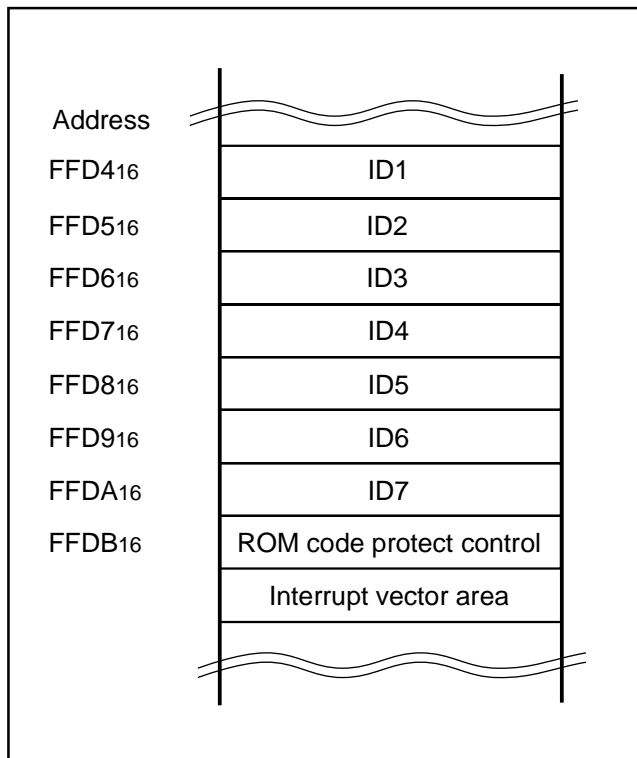 Address
FFD416 ID1
FFD516 ID2
FFD616 ID3
FFD716 ID4
FFD816 ID5
FFD916 ID6
FFDA16 ID7
FFDB16 ROM code protect control
Interrupt vector area